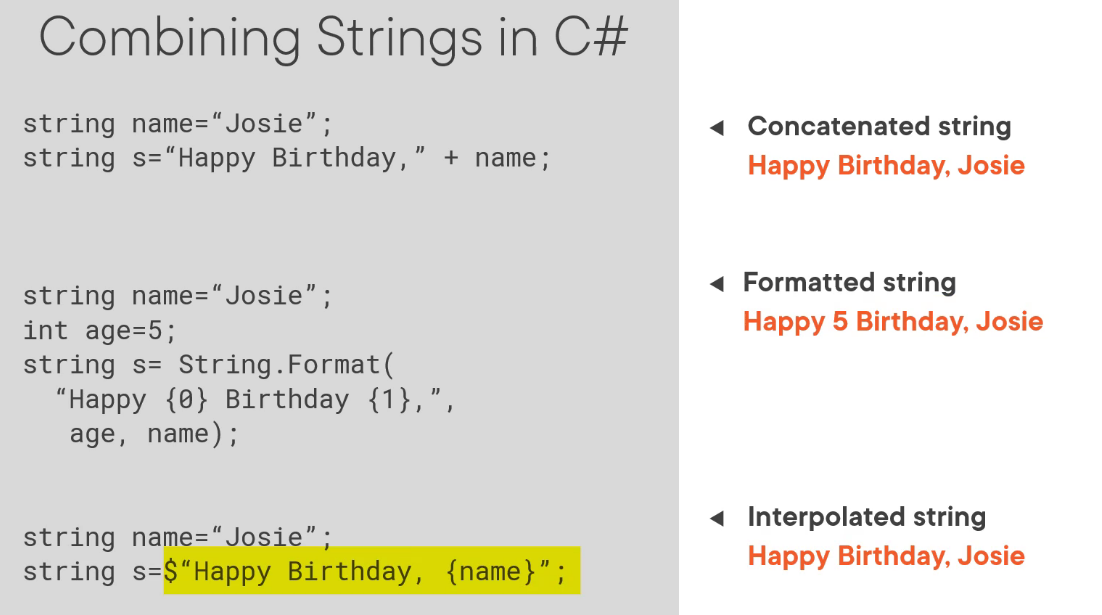 Combining Strings in C#
string name=“Josie”;
string s=“Happy Birthday,” + name;
◄ Concatenated string
Happy Birthday, Josie
string name=“Josie”;
int age=5;
string s= String.Format(
“Happy {0} Birthday {1},”,
age, name);
◄ Formatted string
Happy 5 Birthday, Josie
string name=“Josie”;
string s=$“Happy Birthday, {name}”;
◄ Interpolated string
Happy Birthday, Josie